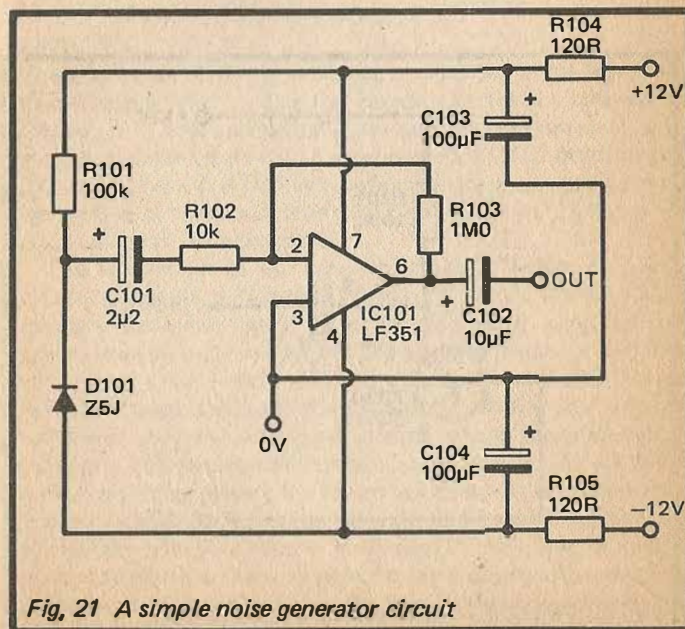 R104
120R
+12V
+
C103
100µF
R101
100k
R102
10k
R103
1M0
+
C101
2µ2
2
7
6
3
4
IC101
LF351
+
C102
10µF
OUT
D101
Z5J
0V
+
C104
100µF
R105
120R
–12V
Fig. 21 A simple noise generator circuit